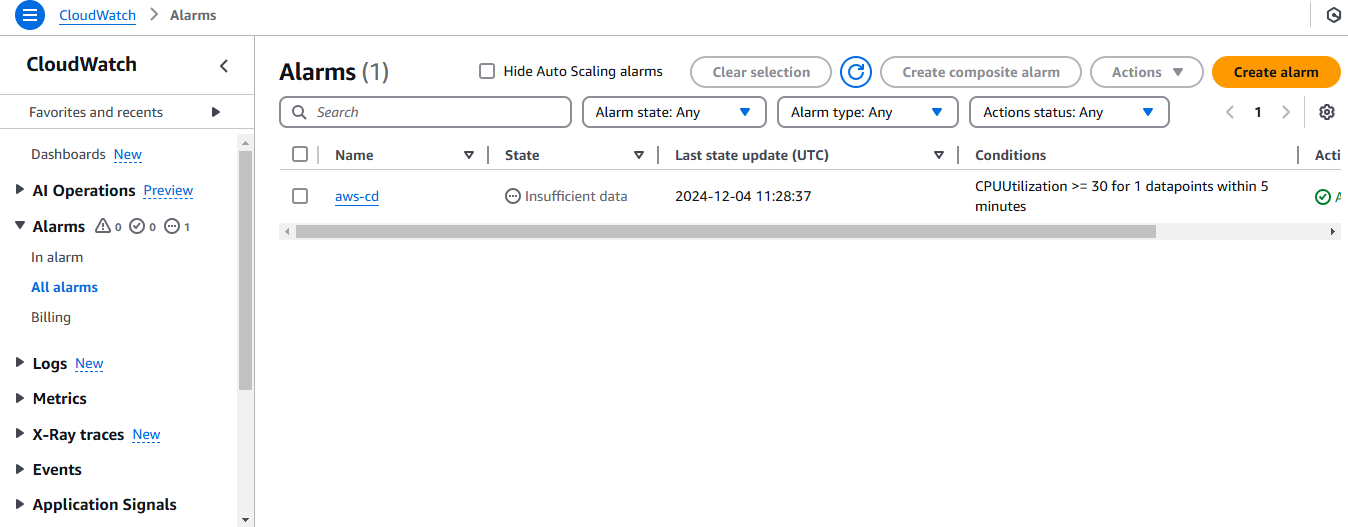 CloudWatch > Alarms
CloudWatch
Favorites and recents
Dashboards New
AI Operations Preview
Alarms 0 0 1
In alarm
All alarms
Billing
Logs New
Metrics
X-Ray traces New
Events
Application Signals
Alarms (1)
Hide Auto Scaling alarms
Clear selection
Create composite alarm
Actions
Create alarm
Search
Alarm state: Any
Alarm type: Any
Actions status: Any
1
Name State Last state update (UTC) Conditions
aws-cd Insufficient data 2024-12-04 11:28:37 CPUUtilization >= 30 for 1 datapoints within 5
minutes